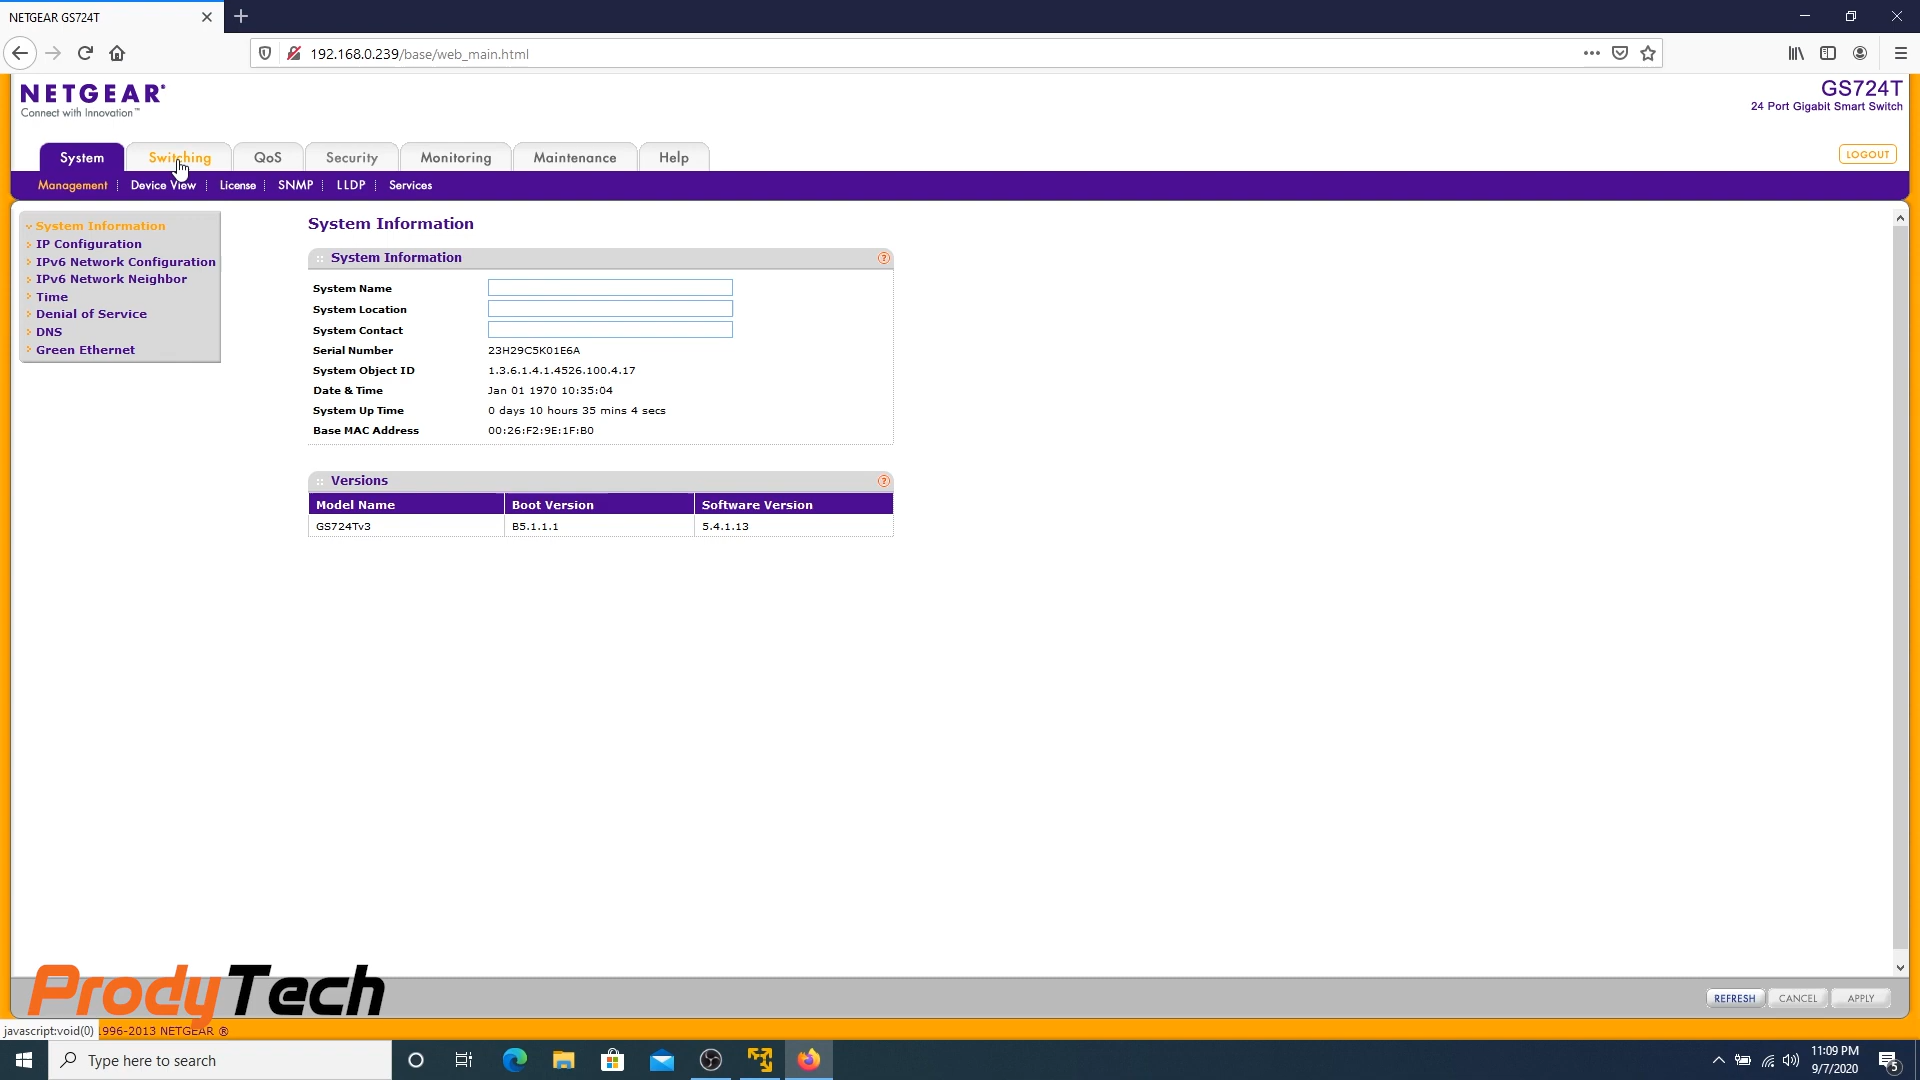 NETGEAR GS724T
192.168.0.239/base/web_main.html
NETGEAR®
Connect with Innovation™
GS724T
24 Port Gigabit Smart Switch
System Switching QoS Security Monitoring Maintenance Help
LOGOUT
Management Device View License SNMP LLDP Services
System Information
IP Configuration
IPv6 Network Configuration
IPv6 Network Neighbor
Time
Denial of Service
DNS
Green Ethernet
System Information
System Information
System Name
System Location
System Contact
Serial Number 23H29C5K01E6A
System Object ID 1.3.6.1.4.1.4526.100.4.17
Date & Time Jan 01 1970 10:35:04
System Up Time 0 days 10 hours 35 mins 4 secs
Base MAC Address 00:26:F2:9E:1F:B0
Versions
Model Name Boot Version Software Version
GS724Tv3 B5.1.1.1 5.4.1.13
ProdyTech
REFRESH CANCEL APPLY
javascript:void(0) 1996-2013 NETGEAR ®
Type here to search
11:09 PM
9/7/2020
5